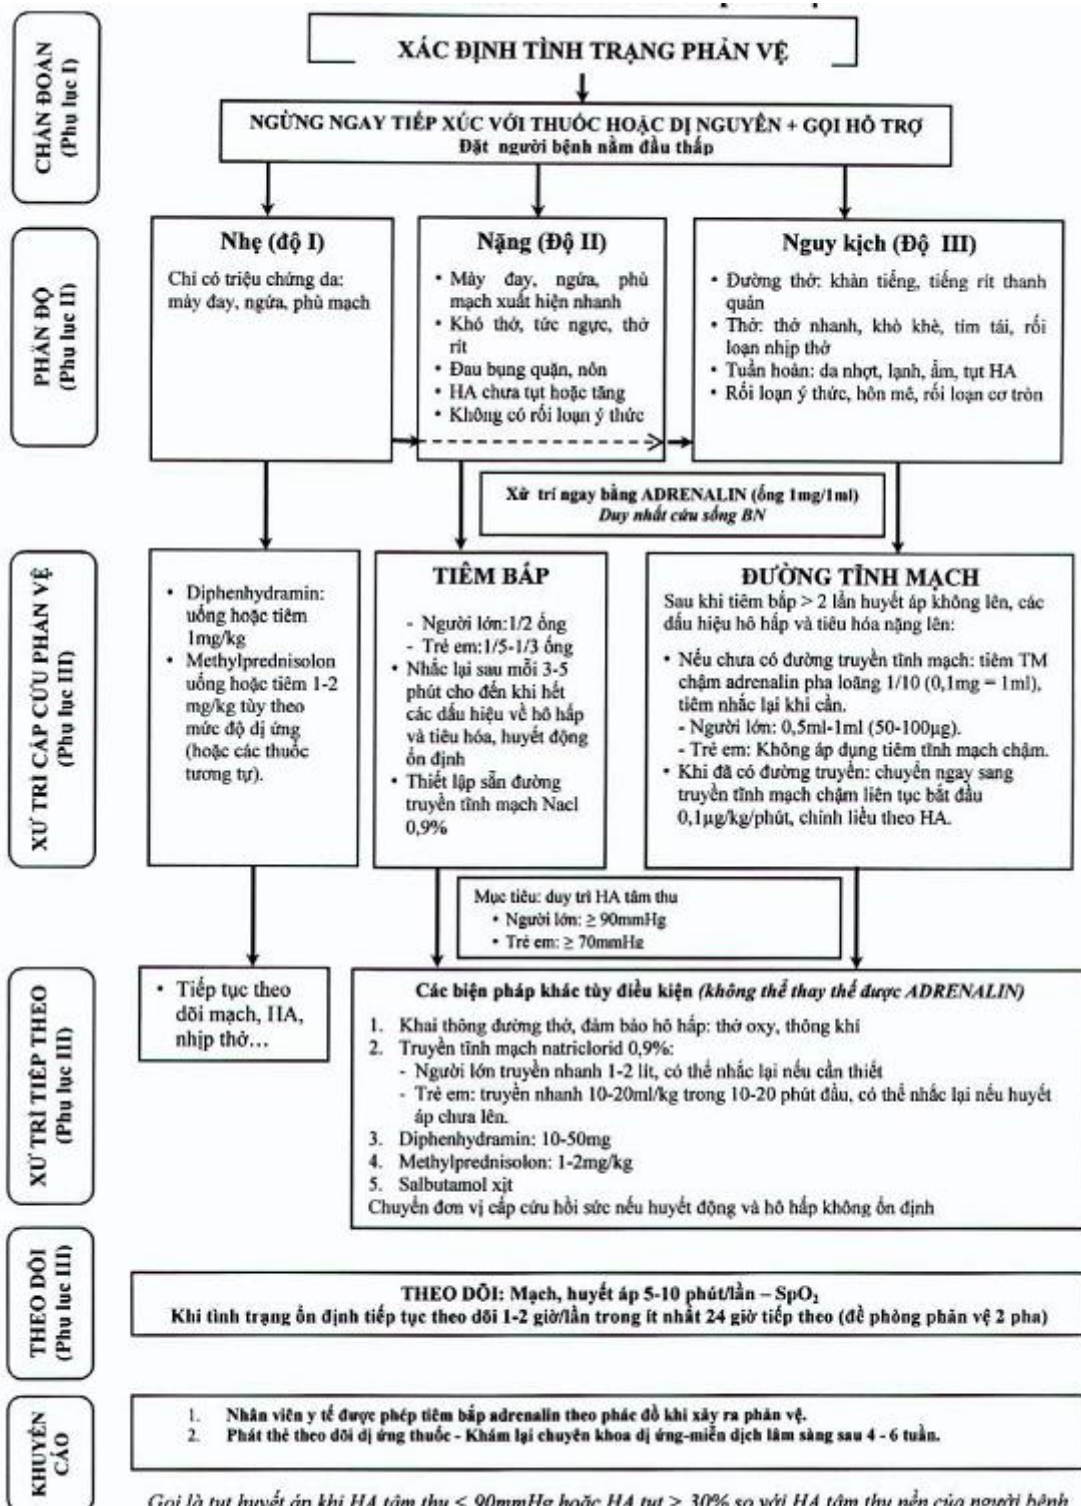 XÁC ĐỊNH TÌNH TRẠNG PHẢN VỆ
NGỪNG NGAY TIẾP XÚC VỚI THUỐC HOẶC DỊ NGUYÊN + GỌI HỖ TRỢ
Đặt người bệnh nằm đầu thấp
CHẨN ĐOÁN
(Phụ lục I)
PHÂN ĐỘ
(Phụ lục II)
Nhẹ (độ I)
Chỉ có triệu chứng da:
mày đay, ngứa, phù mạch
Nặng (Độ II)
• Mày đay, ngứa, phù
mạch xuất hiện nhanh
• Khó thở, tức ngực, thở
rít
• Đau bụng quặn, nôn
• HA chưa tụt hoặc tăng
• Không có rối loạn ý thức
Nguy kịch (Độ III)
• Đường thở: khàn tiếng, tiếng rít thanh
quản
• Thở: thở nhanh, khò khè, tím tái, rối
loạn nhịp thở
• Tuần hoàn: da nhợt, lạnh, ẩm, tụt HA
• Rối loạn ý thức, hôn mê, rối loạn cơ tròn
Xử trí ngay bằng ADRENALIN (ống 1mg/1ml)
Duy nhất cứu sống BN
XỬ TRÍ CẤP CỨU PHẢN VỆ
(Phụ lục III)
• Diphenhydramin:
uống hoặc tiêm
1mg/kg
• Methylprednisolon
uống hoặc tiêm 1-2
mg/kg tùy theo
mức độ dị ứng
(hoặc các thuốc
tương tự).
TIÊM BẮP
- Người lớn:1/2 ống
- Trẻ em:1/5-1/3 ống
• Nhắc lại sau mỗi 3-5
phút cho đến khi hết
các dấu hiệu về hô hấp
và tiêu hóa, huyết động
ổn định
• Thiết lập sẵn đường
truyền tĩnh mạch Nacl
0,9%
ĐƯỜNG TĨNH MẠCH
Sau khi tiêm bắp > 2 lần huyết áp không lên, các
dấu hiệu hô hấp và tiêu hóa nặng lên:
• Nếu chưa có đường truyền tĩnh mạch: tiêm TM
chậm adrenalin pha loãng 1/10 (0,1mg = 1ml),
tiêm nhắc lại khi cần.
- Người lớn: 0,5ml-1ml (50-100µg).
- Trẻ em: Không áp dụng tiêm tĩnh mạch chậm.
• Khi đã có đường truyền: chuyển ngay sang
truyền tĩnh mạch chậm liên tục bắt đầu
0,1µg/kg/phút, chỉnh liều theo HA.
Mục tiêu: duy trì HA tâm thu
• Người lớn: ≥ 90mmHg
• Trẻ em: ≥ 70mmHg
XỬ TRÍ TIẾP THEO
(Phụ lục III)
• Tiếp tục theo
dõi mạch, HA,
nhịp thở…
Các biện pháp khác tùy điều kiện (không thể thay thế được ADRENALIN)
1. Khai thông đường thở, đảm bảo hô hấp: thở oxy, thông khí
2. Truyền tĩnh mạch natriclorid 0,9%:
- Người lớn truyền nhanh 1-2 lít, có thể nhắc lại nếu cần thiết
- Trẻ em: truyền nhanh 10-20ml/kg trong 10-20 phút đầu, có thể nhắc lại nếu huyết
áp chưa lên.
3. Diphenhydramin: 10-50mg
4. Methylprednisolon: 1-2mg/kg
5. Salbutamol xịt
Chuyển đơn vị cấp cứu hồi sức nếu huyết động và hô hấp không ổn định
THEO DÕI
(Phụ lục III)
THEO DÕI: Mạch, huyết áp 5-10 phút/lần – SpO₂
Khi tình trạng ổn định tiếp tục theo dõi 1-2 giờ/lần trong ít nhất 24 giờ tiếp theo (đề phòng phản vệ 2 pha)
KHUYẾN
CÁO
1. Nhân viên y tế được phép tiêm bắp adrenalin theo phác đồ khi xảy ra phản vệ.
2. Phát thẻ theo dõi dị ứng thuốc - Khám lại chuyên khoa dị ứng-miễn dịch lâm sàng sau 4 - 6 tuần.
Gọi là tụt huyết áp khi HA tâm thu < 90mmHg hoặc HA tụt > 30% so với HA tâm thu nền của người bệnh